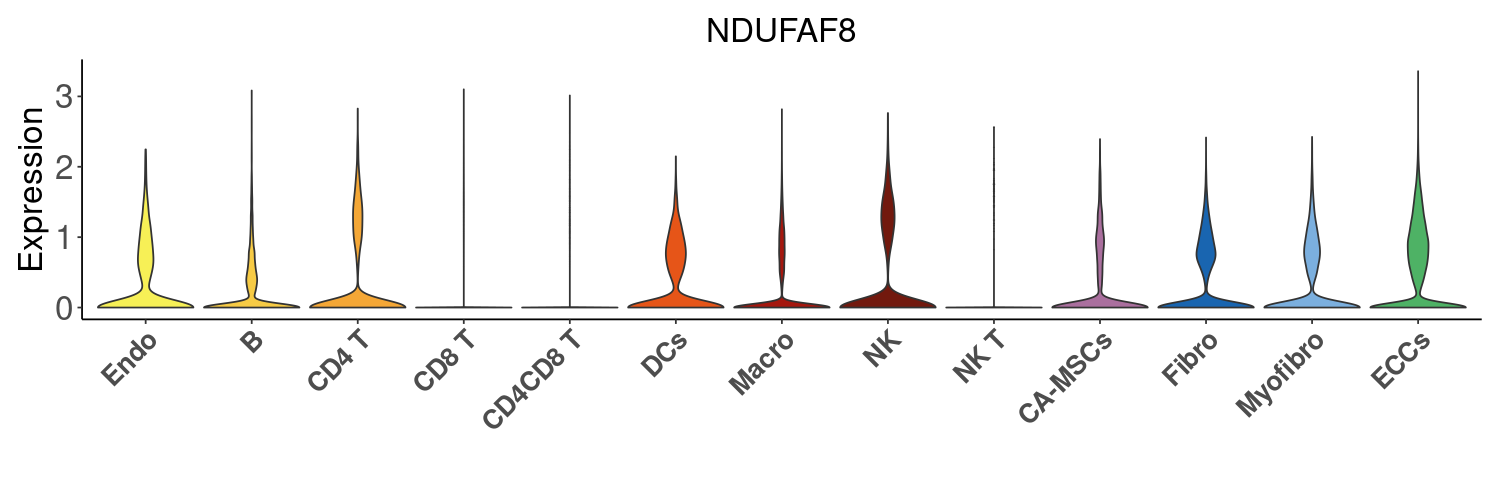 NDUFAF8
Expression
3
2
1
0
Endo
B
CD4 T
CD8 T
CD4CD8 T
DCs
Macro
NK
NK T
CA-MSCs
Fibro
Myofibro
ECCs